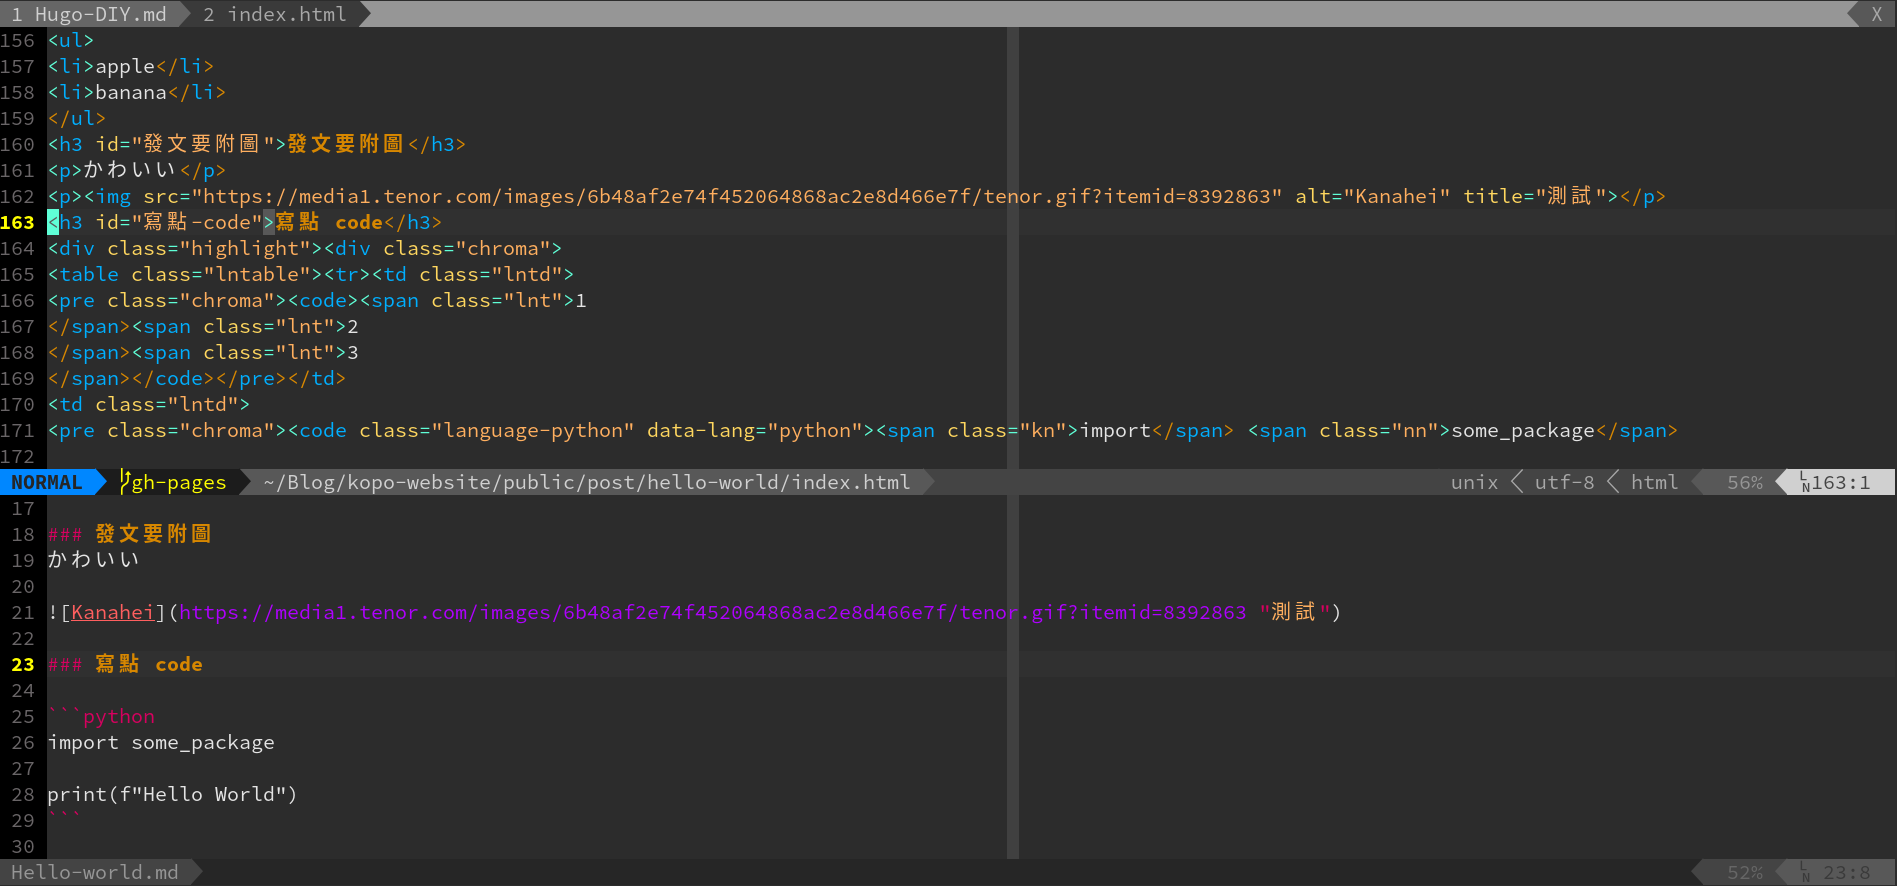 1 Hugo-DIY.md 2 index.html X
156 <ul>
157 <li>apple</li>
158 <li>banana</li>
159 </ul>
160 <h3 id="發文要附圖">發文要附圖</h3>
161 <p>かわいい</p>
162 <p><img src="https://media1.tenor.com/images/6b48af2e74f452064868ac2e8d466e7f/tenor.gif?itemid=8392863" alt="Kanahei" title="測試"></p>
163 <h3 id="寫點-code">寫點 code</h3>
164 <div class="highlight"><div class="chroma">
165 <table class="lntable"><tr><td class="lntd">
166 <pre class="chroma"><code><span class="lnt">1
167 </span><span class="lnt">2
168 </span><span class="lnt">3
169 </span></code></pre></td>
170 <td class="lntd">
171 <pre class="chroma"><code class="language-python" data-lang="python"><span class="kn">import</span> <span class="nn">some_package</span>
172
NORMAL gh-pages ~/Blog/kopo-website/public/post/hello-world/index.html unix utf-8 html 56% LN 163:1
17
18 ### 發文要附圖
19 かわいい
20
21 ![Kanahei](https://media1.tenor.com/images/6b48af2e74f452064868ac2e8d466e7f/tenor.gif?itemid=8392863 "測試")
22
23 ### 寫點 code
24
25 ```python
26 import some_package
27
28 print(f"Hello World")
29 ```
30
Hello-world.md 52% LN 23:8